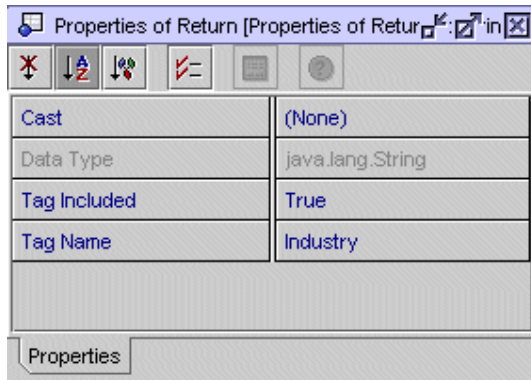 Properties of Return [Properties of Retur : in
Cast (None)
Data Type java.lang.String
Tag Included True
Tag Name Industry
Properties